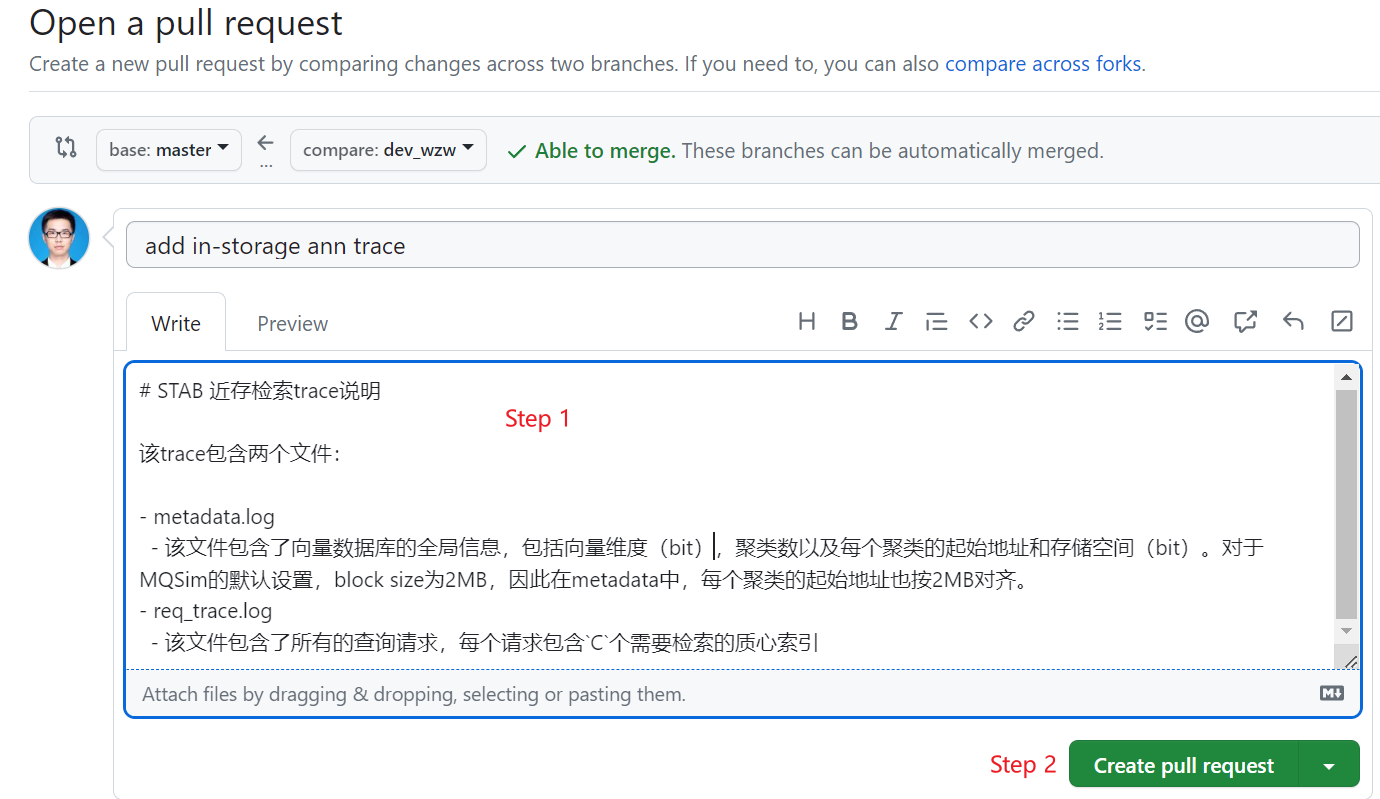 Open a pull request
Create a new pull request by comparing changes across two branches. If you need to, you can also compare across forks.
base: master
...
compare: dev_wzw
Able to merge. These branches can be automatically merged.
add in-storage ann trace
Write Preview
# STAB 近存检索trace说明
Step 1
该trace包含两个文件：
- metadata.log
- 该文件包含了向量数据库的全局信息，包括向量维度（bit），聚类数以及每个聚类的起始地址和存储空间（bit）。对于
MQSim的默认设置，block size为2MB，因此在metadata中，每个聚类的起始地址也按2MB对齐。
- req_trace.log
- 该文件包含了所有的查询请求，每个请求包含`C`个需要检索的质心索引
Attach files by dragging & dropping, selecting or pasting them.
Step 2 Create pull request